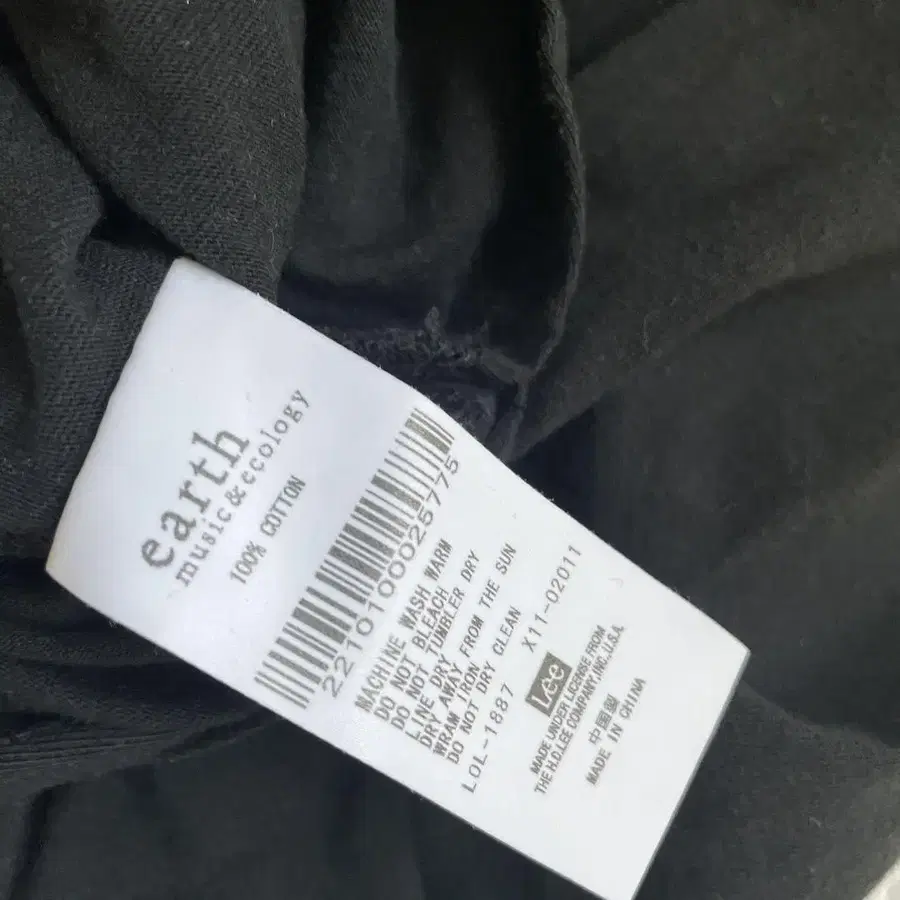 earth
music&ecology
100% COTTON
2210100025775
MACHINE WASH WARM
DO NOT BLEACH
DO NOT TUMBLER DRY
LINE DRY
DRY AWAY FROM THE SUN
WRAM IRON
DO NOT DRY CLEAN
LOL-1887 X11-02011
Lee
MADE UNDER LICENSE FROM
THE H.D.LEE COMPANY,INC.,U.S.A.
中国製
MADE IN CHINA